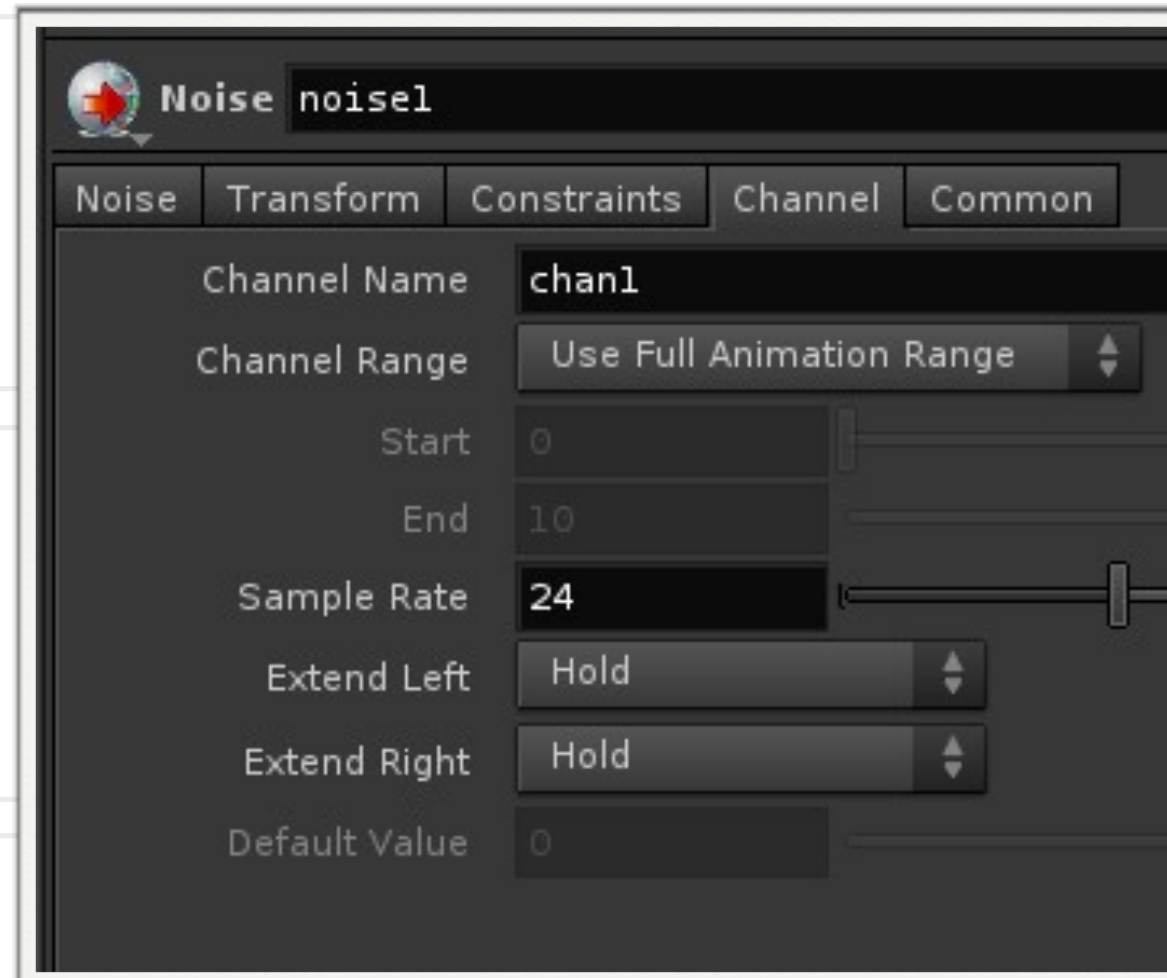 Noise noise1
Noise Transform Constraints Channel Common
Channel Name chan1
Channel Range Use Full Animation Range
Start 0
End 10
Sample Rate 24
Extend Left Hold
Extend Right Hold
Default Value 0